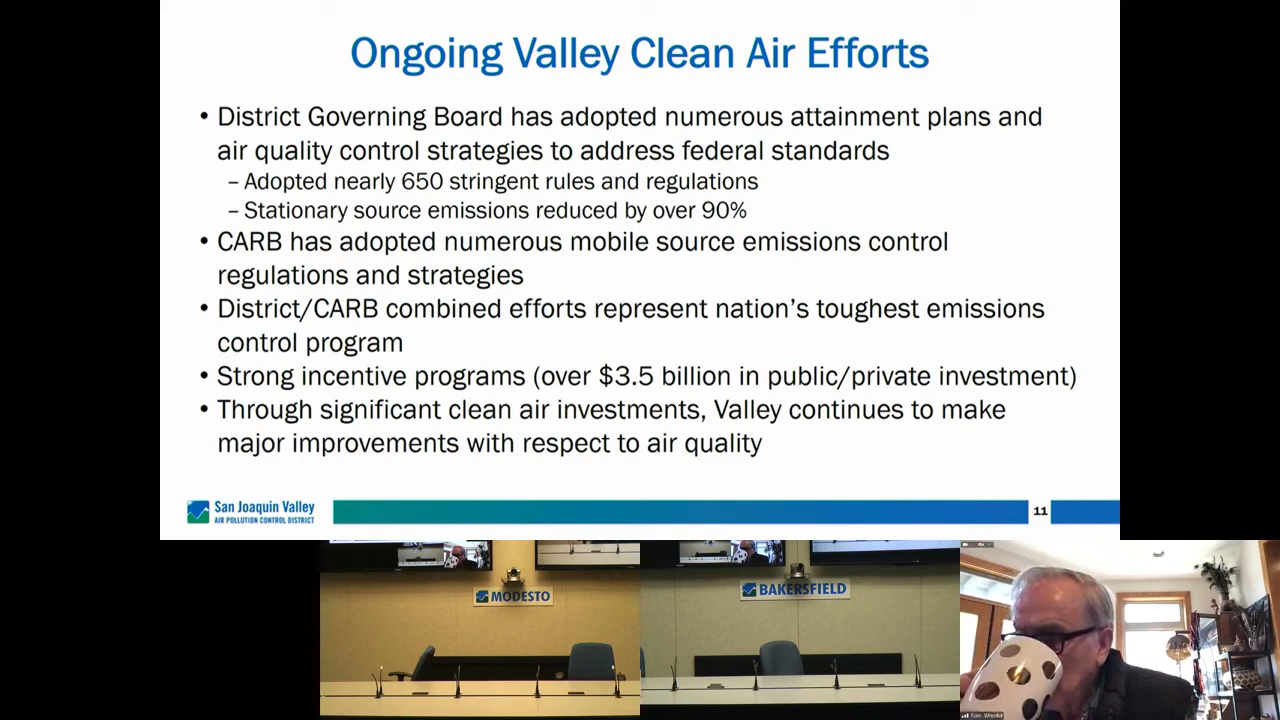 Ongoing Valley Clean Air Efforts
• District Governing Board has adopted numerous attainment plans and
air quality control strategies to address federal standards
– Adopted nearly 650 stringent rules and regulations
– Stationary source emissions reduced by over 90%
• CARB has adopted numerous mobile source emissions control
regulations and strategies
• District/CARB combined efforts represent nation's toughest emissions
control program
• Strong incentive programs (over $3.5 billion in public/private investment)
• Through significant clean air investments, Valley continues to make
major improvements with respect to air quality
San Joaquin Valley
AIR POLLUTION CONTROL DISTRICT
11
MODESTO
BAKERSFIELD
Tom Wheeler